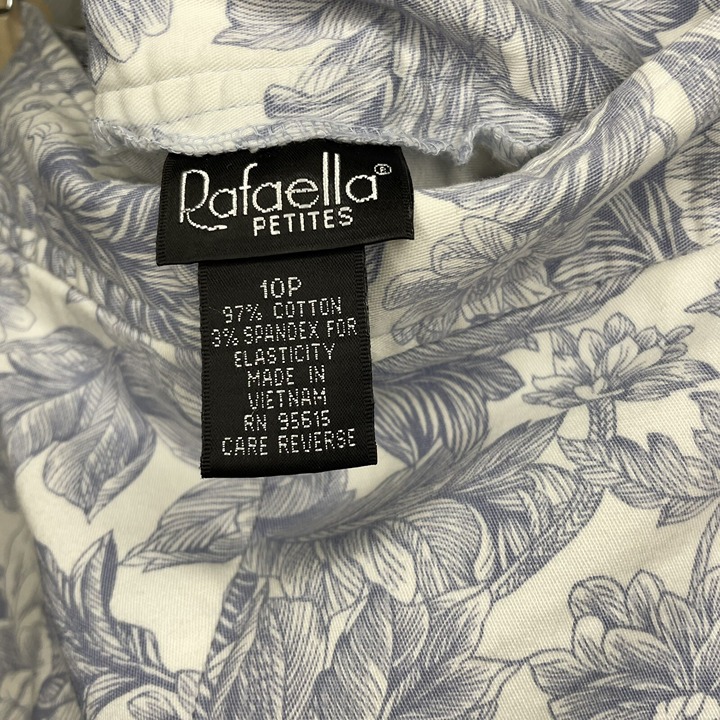 Rafaella®
PETITES
10P
97% COTTON
3% SPANDEX FOR
ELASTICITY
MADE IN
VIETNAM
RN 95615
CARE REVERSE